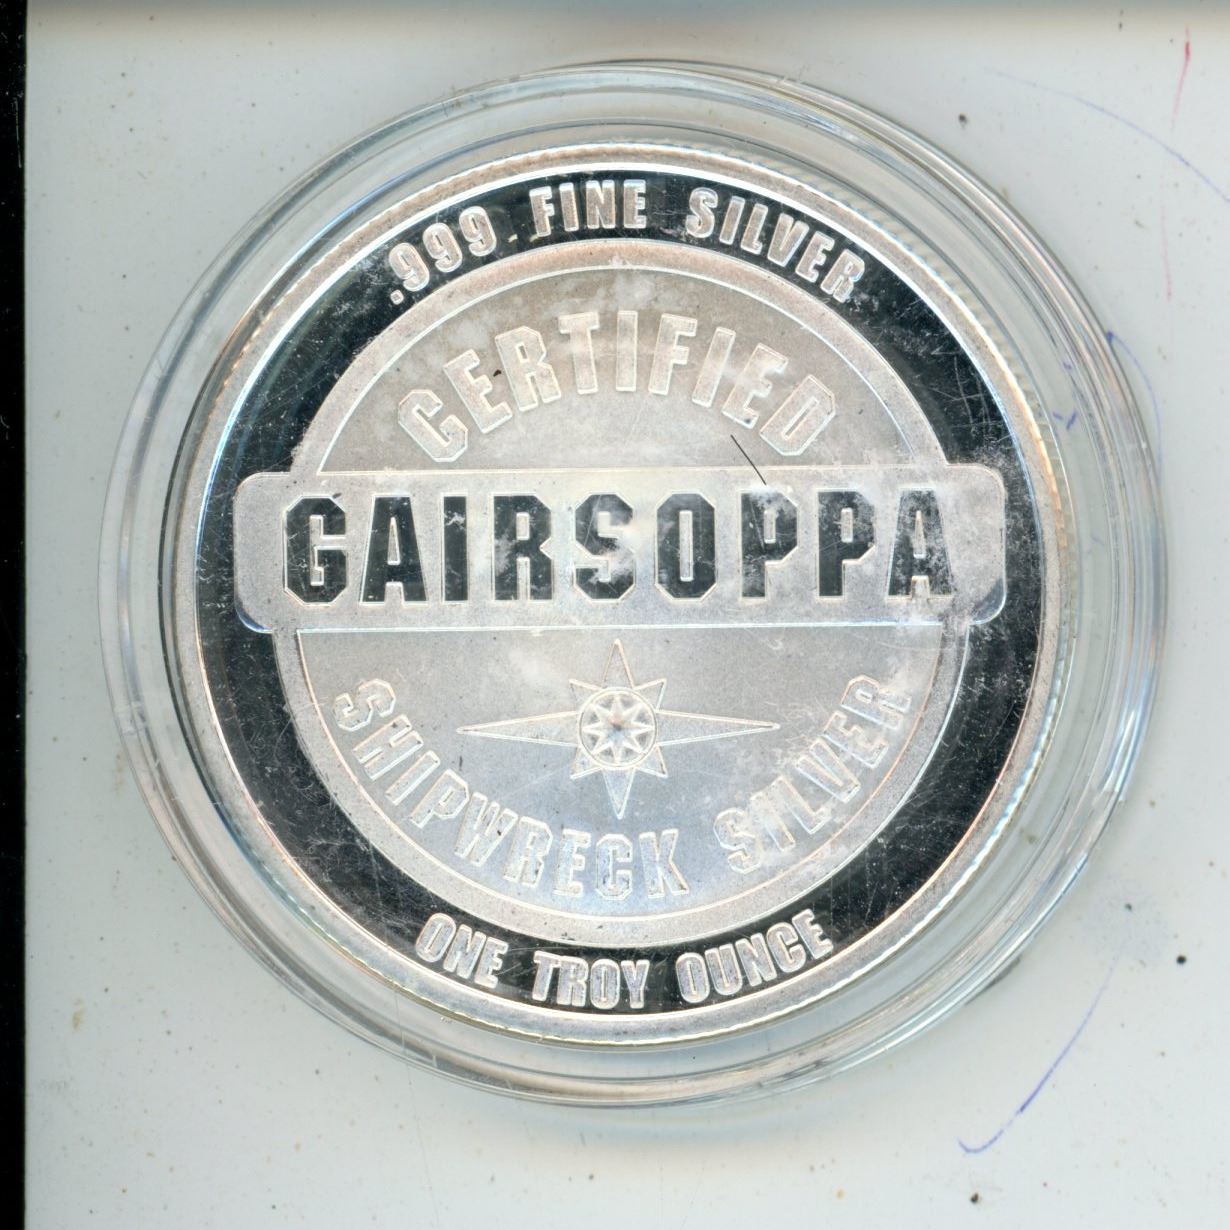 .999 FINE SILVER
CERTIFIED
GAIRSOPPA
SHIPWRECK SILVER
ONE TROY OUNCE